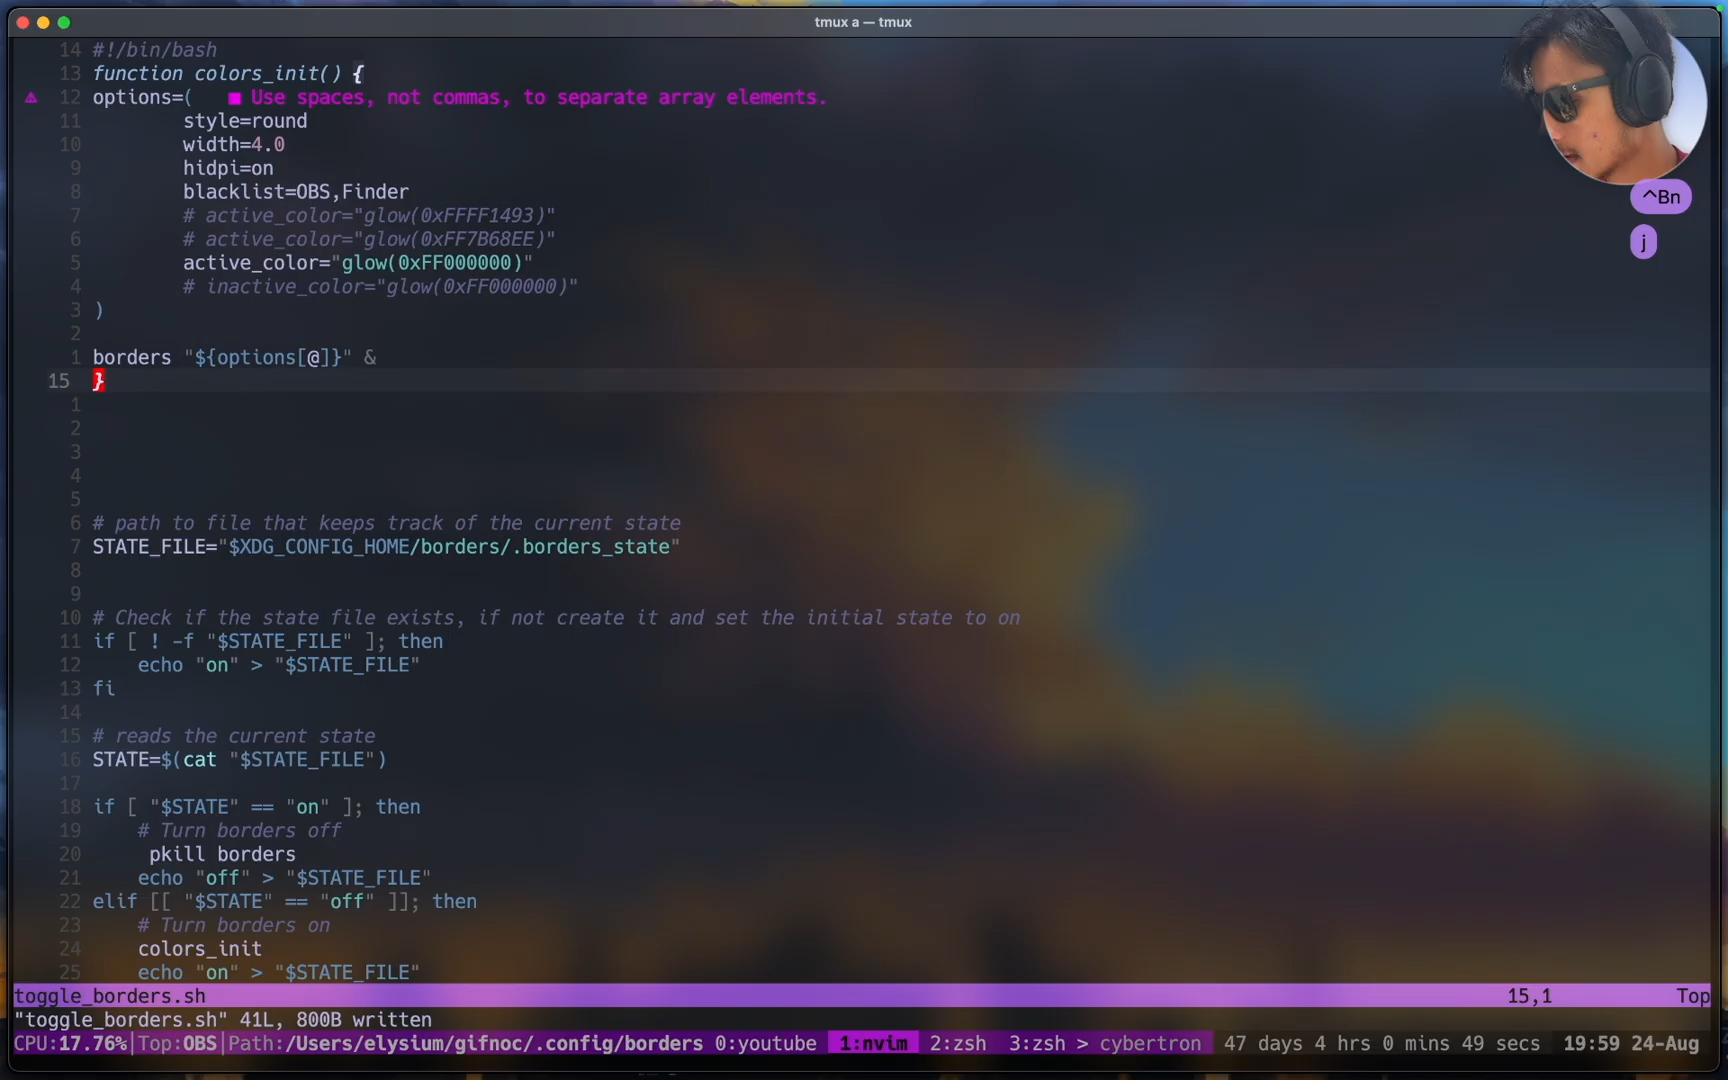 tmux a — tmux
14 #!/bin/bash
13 function colors_init() {
12 options=( ■ Use spaces, not commas, to separate array elements.
11 style=round
10 width=4.0
9 hidpi=on
8 blacklist=OBS,Finder
7 # active_color="glow(0xFFFF1493)"
6 # active_color="glow(0xFF7B68EE)"
5 active_color="glow(0xFF000000)"
4 # inactive_color="glow(0xFF000000)"
3 )
2
1 borders "${options[@]}" &
15 }
1
2
3
4
5
6 # path to file that keeps track of the current state
7 STATE_FILE="$XDG_CONFIG_HOME/borders/.borders_state"
8
9
10 # Check if the state file exists, if not create it and set the initial state to on
11 if [ ! -f "$STATE_FILE" ]; then
12 echo "on" > "$STATE_FILE"
13 fi
14
15 # reads the current state
16 STATE=$(cat "$STATE_FILE")
17
18 if [ "$STATE" == "on" ]; then
19 # Turn borders off
20 pkill borders
21 echo "off" > "$STATE_FILE"
22 elif [[ "$STATE" == "off" ]]; then
23 # Turn borders on
24 colors_init
25 echo "on" > "$STATE_FILE"
toggle_borders.sh 15,1 Top
"toggle_borders.sh" 41L, 800B written
CPU:17.76%|Top:OBS|Path:/Users/elysium/gifnoc/.config/borders 0:youtube 1:nvim 2:zsh 3:zsh > cybertron 47 days 4 hrs 0 mins 49 secs 19:59 24-Aug
^Bn
j